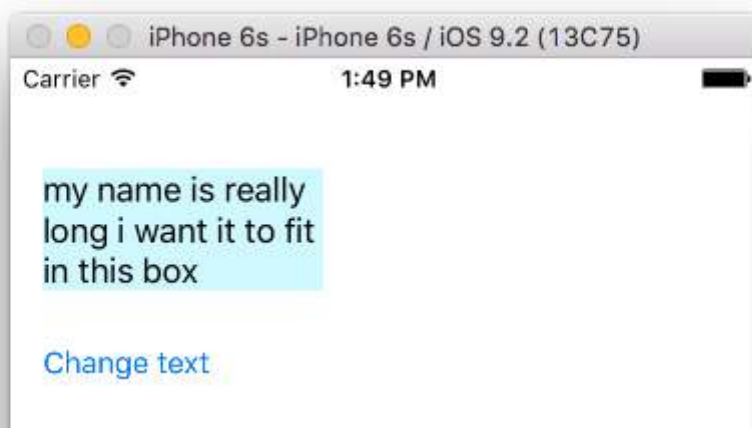 iPhone 6s - iPhone 6s / iOS 9.2 (13C75)
Carrier 1:49 PM
my name is really
long i want it to fit
in this box
Change text